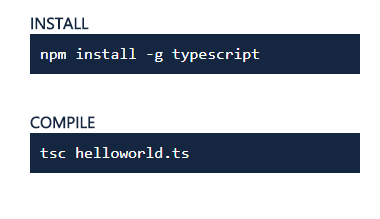 INSTALL
npm install -g typescript
COMPILE
tsc helloworld.ts